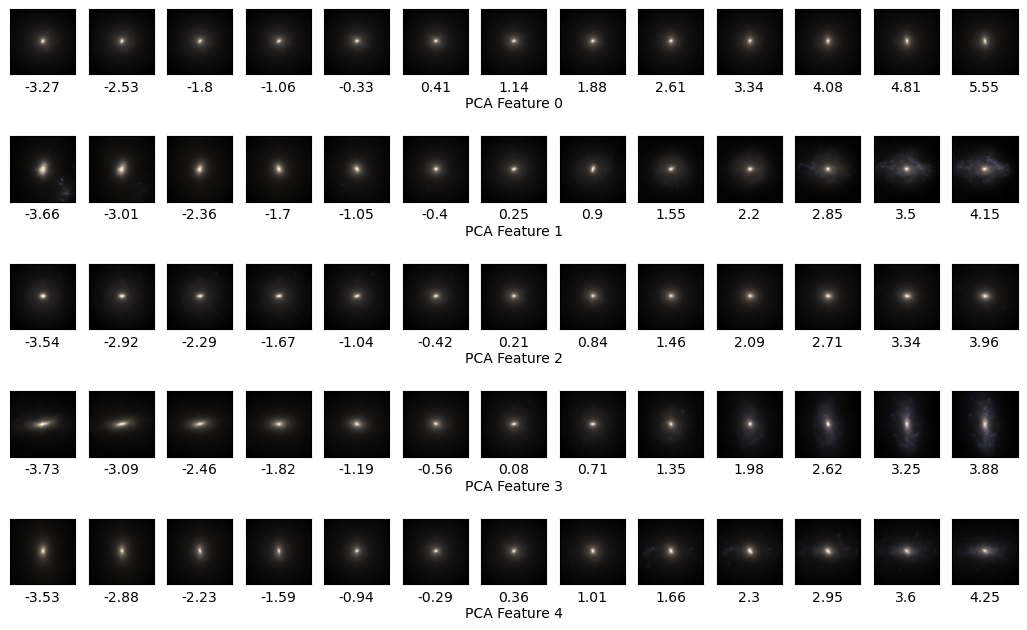 -3.27 -2.53 -1.8 -1.06 -0.33 0.41 1.14 1.88 2.61 3.34 4.08 4.81 5.55
PCA Feature 0
-3.66 -3.01 -2.36 -1.7 -1.05 -0.4 0.25 0.9 1.55 2.2 2.85 3.5 4.15
PCA Feature 1
-3.54 -2.92 -2.29 -1.67 -1.04 -0.42 0.21 0.84 1.46 2.09 2.71 3.34 3.96
PCA Feature 2
-3.73 -3.09 -2.46 -1.82 -1.19 -0.56 0.08 0.71 1.35 1.98 2.62 3.25 3.88
PCA Feature 3
-3.53 -2.88 -2.23 -1.59 -0.94 -0.29 0.36 1.01 1.66 2.3 2.95 3.6 4.25
PCA Feature 4